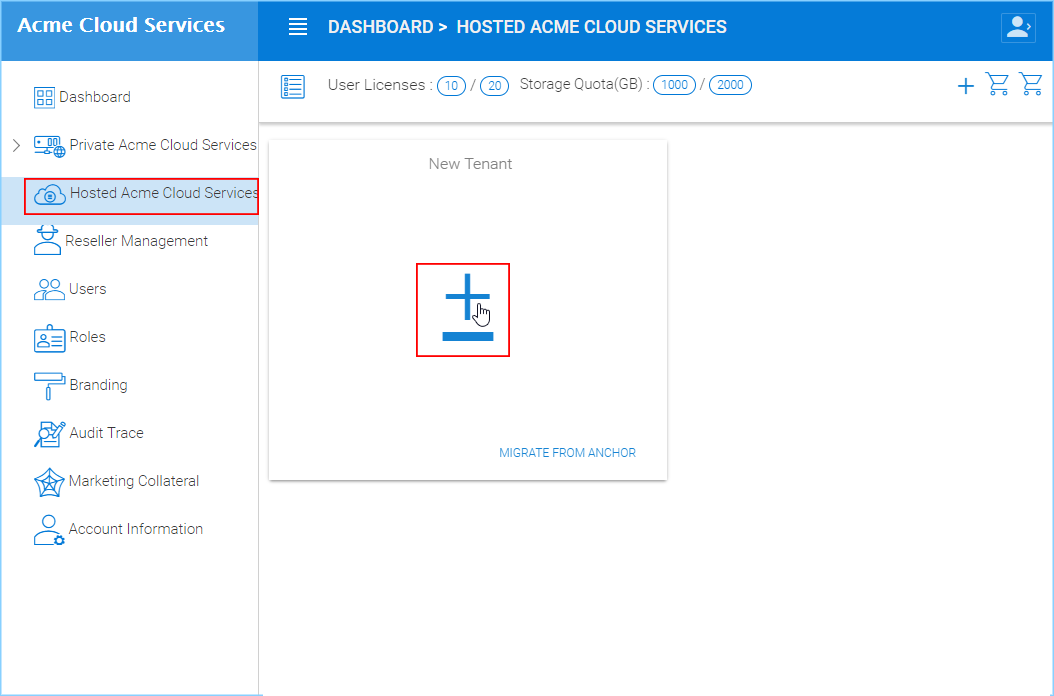 Acme Cloud Services
DASHBOARD > HOSTED ACME CLOUD SERVICES
User Licenses : 10 / 20 Storage Quota(GB) : 1000 / 2000
Dashboard
Private Acme Cloud Services
Hosted Acme Cloud Services
Reseller Management
Users
Roles
Branding
Audit Trace
Marketing Collateral
Account Information
New Tenant
MIGRATE FROM ANCHOR